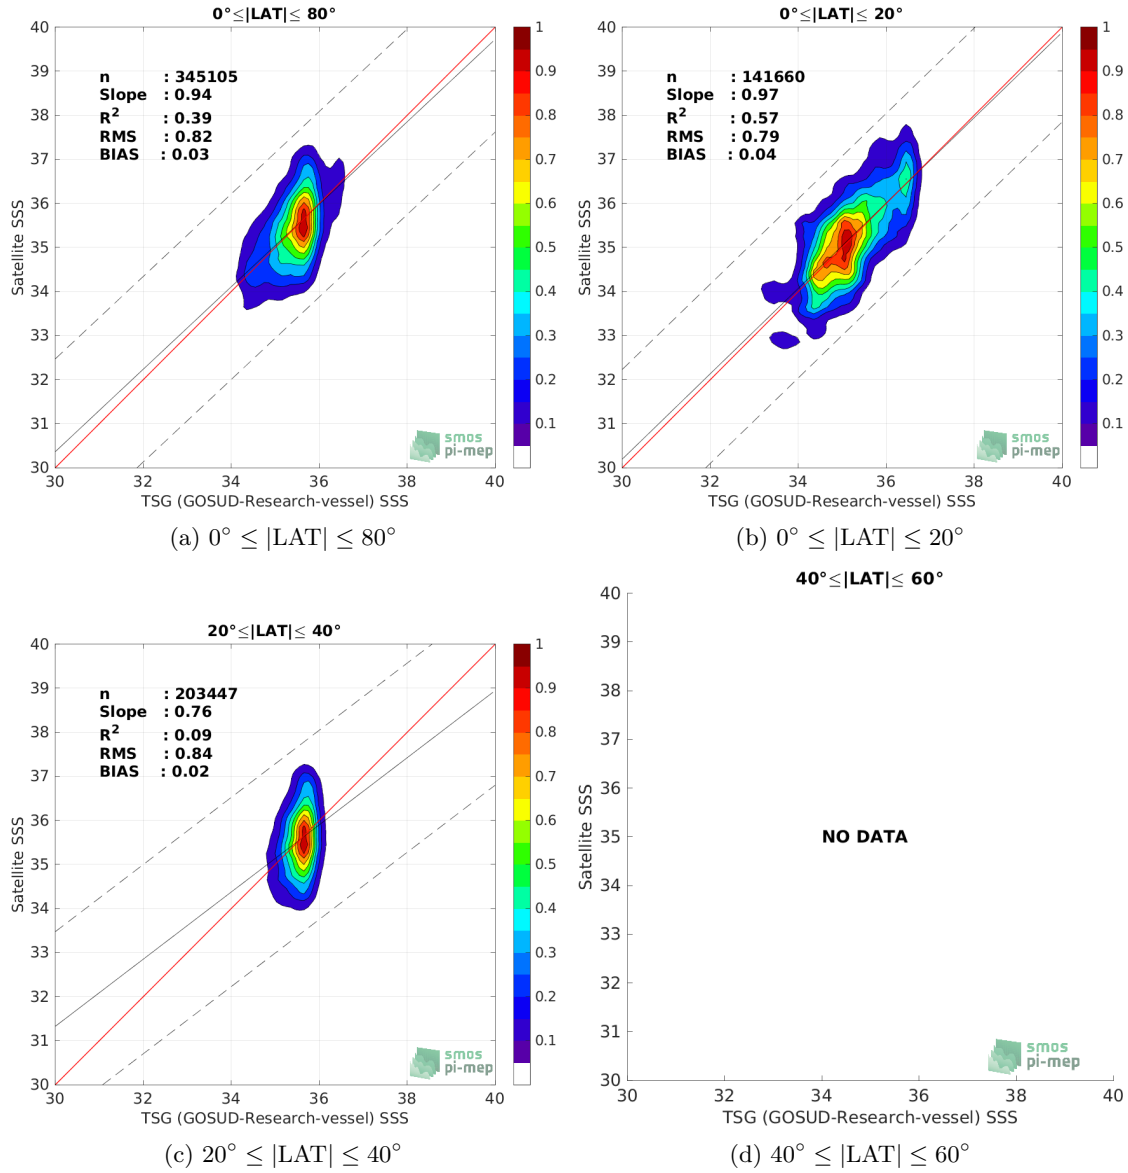 0°≤|LAT|≤ 80°
40
39
38
37
36
35
34
33
32
31
30
30
32
34
36
38
40
Satellite SSS
TSG (GOSUD-Research-vessel) SSS
n : 345105
Slope : 0.94
R² : 0.39
RMS : 0.82
BIAS : 0.03
smos
pi-mep
1
0.9
0.8
0.7
0.6
0.5
0.4
0.3
0.2
0.1
(a) 0° ≤ |LAT| ≤ 80°
0°≤|LAT|≤ 20°
40
39
38
37
36
35
34
33
32
31
30
30
32
34
36
38
40
Satellite SSS
TSG (GOSUD-Research-vessel) SSS
n : 141660
Slope : 0.97
R² : 0.57
RMS : 0.79
BIAS : 0.04
smos
pi-mep
1
0.9
0.8
0.7
0.6
0.5
0.4
0.3
0.2
0.1
(b) 0° ≤ |LAT| ≤ 20°
20°≤|LAT|≤ 40°
40
39
38
37
36
35
34
33
32
31
30
30
32
34
36
38
40
Satellite SSS
TSG (GOSUD-Research-vessel) SSS
n : 203447
Slope : 0.76
R² : 0.09
RMS : 0.84
BIAS : 0.02
smos
pi-mep
1
0.9
0.8
0.7
0.6
0.5
0.4
0.3
0.2
0.1
(c) 20° ≤ |LAT| ≤ 40°
40°≤|LAT|≤ 60°
40
39
38
37
36
35
34
33
32
31
30
30
32
34
36
38
40
Satellite SSS
TSG (GOSUD-Research-vessel) SSS
NO DATA
smos
pi-mep
(d) 40° ≤ |LAT| ≤ 60°